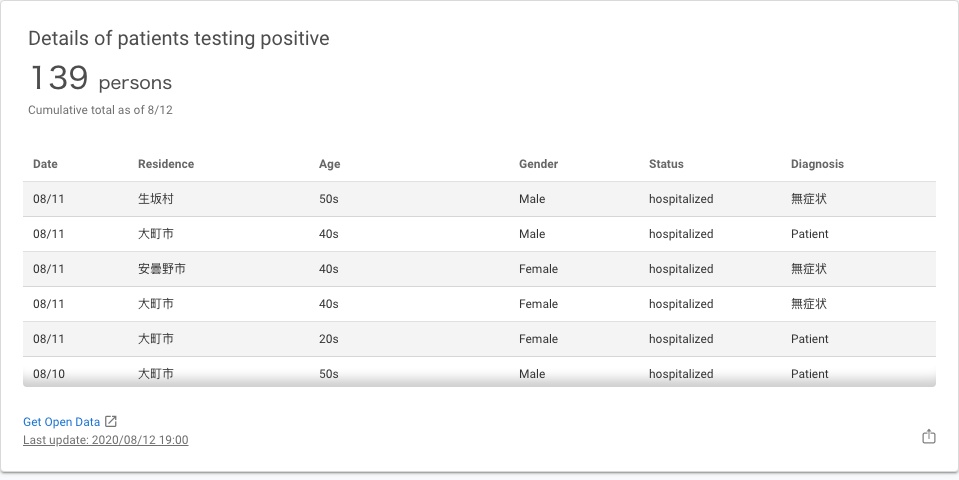 Details of patients testing positive
139 persons
Cumulative total as of 8/12
Date Residence Age Gender Status Diagnosis
08/11 生坂村 50s Male hospitalized 無症状
08/11 大町市 40s Male hospitalized Patient
08/11 安曇野市 40s Female hospitalized 無症状
08/11 大町市 40s Female hospitalized 無症状
08/11 大町市 20s Female hospitalized Patient
08/10 大町市 50s Male hospitalized Patient
Get Open Data
Last update: 2020/08/12 19:00